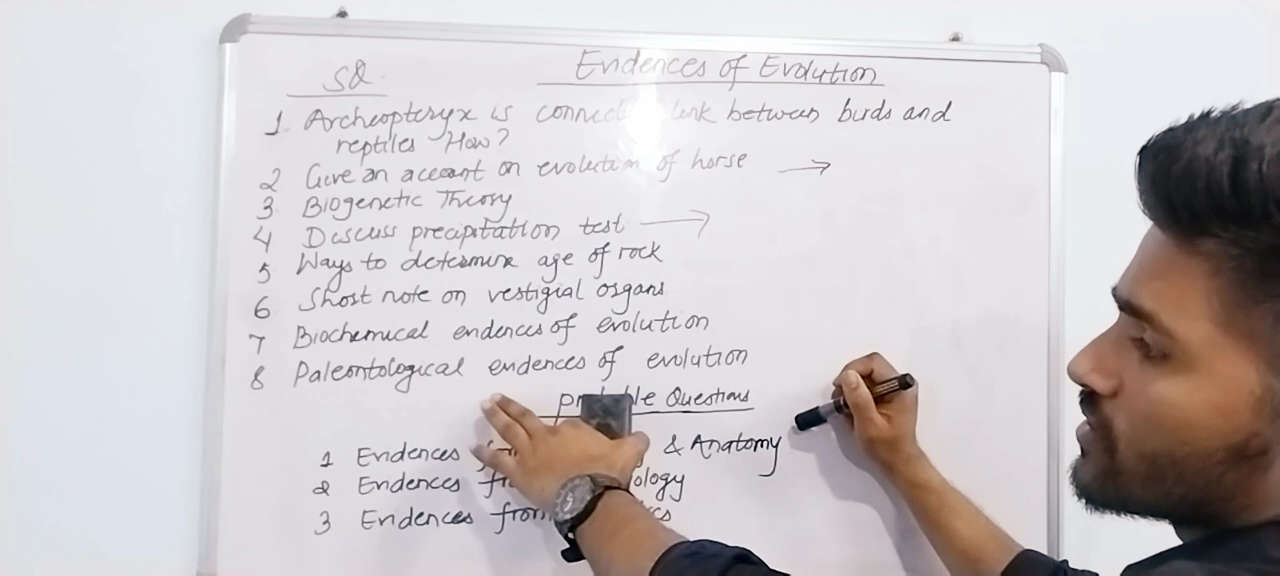 Endences of Evolution
SQ.
1. Archeopteryx is link between birds and
reptiles How?
2 Give an account on evolution of horse →
3 Biogenetic Theory
4 Discuss precipitation test →
5 Ways to determine age of rock
6 Short note on vestigial organs
7 Biochemical endences of evolution
8 Paleontological endences of evolution
Questions
1 Endences & Anatomy
2 Endences
3 Endences from